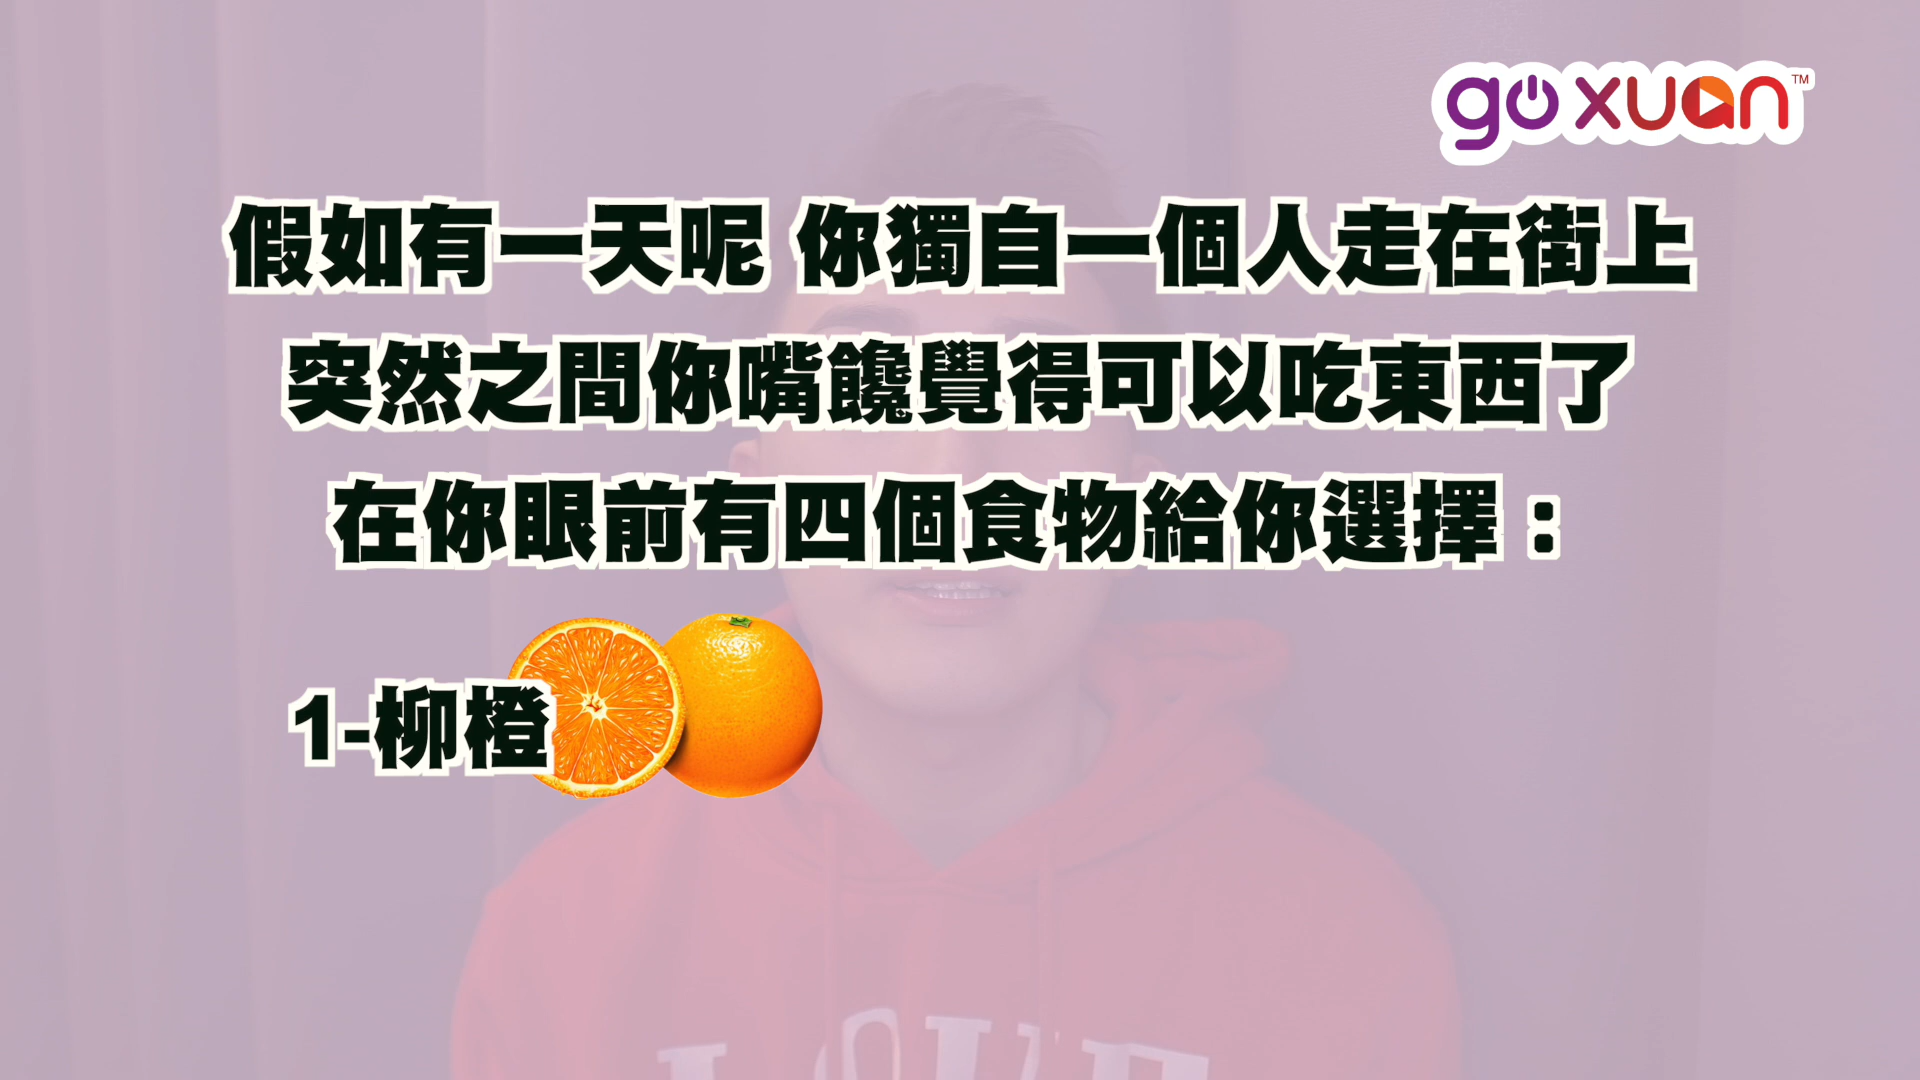 go xuan™
假如有一天呢 你獨自一個人走在街上
突然之間你嘴饞覺得可以吃東西了
在你眼前有四個食物給你選擇：
1-柳橙